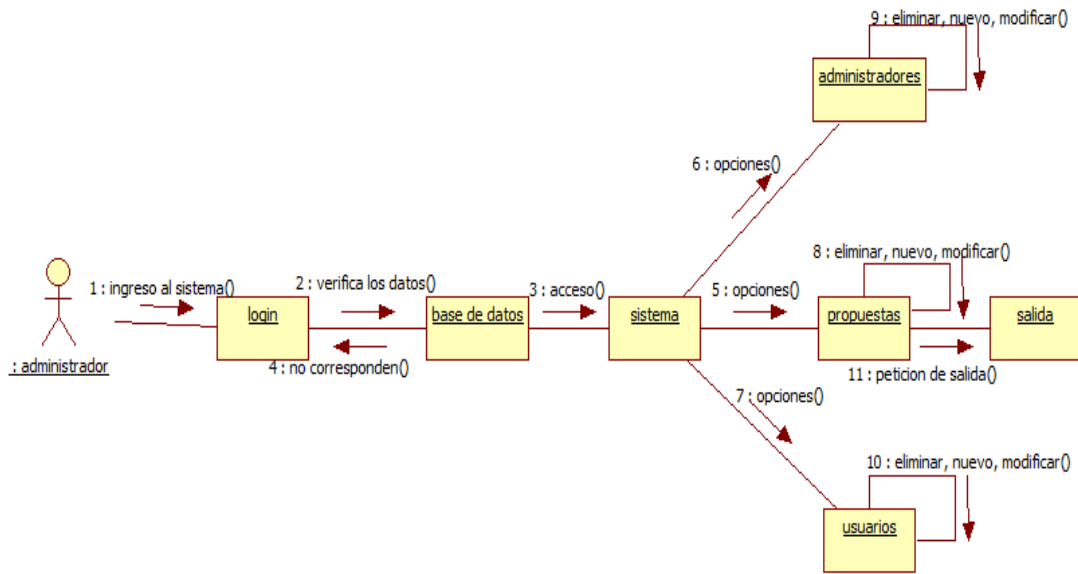 9 : eliminar, nuevo, modificar()
administradores
6 : opciones()
8 : eliminar, nuevo, modificar()
1 : ingreso al sistema()
2 : verifica los datos()
3 : acceso()
5 : opciones()
login
base de datos
sistema
propuestas
salida
: administrador
4 : no corresponden()
11 : peticion de salida()
7 : opciones()
10 : eliminar, nuevo, modificar()
usuarios